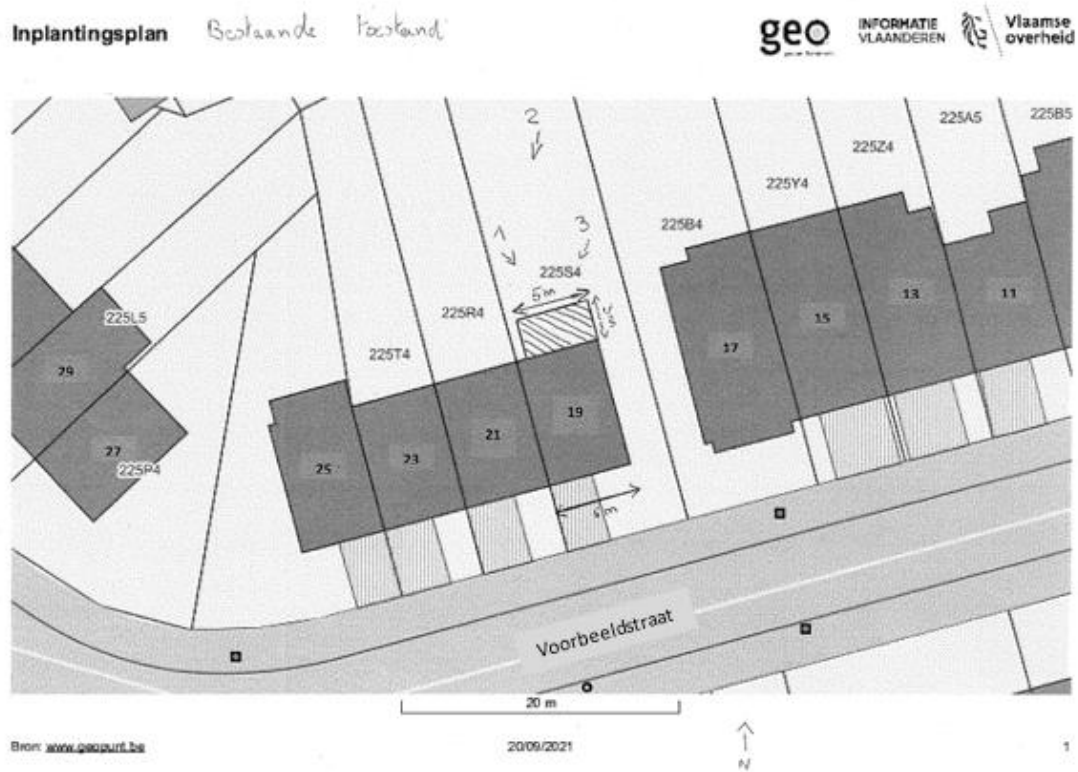 Inplantingsplan Bestaande toestand
geo INFORMATIE VLAANDEREN Vlaamse overheid
2
225A5 225B5
225Z4
225Y4
225B4
1 3
225S4
5m
3m
225R4
225L5
225T4
29
27
225P4
25
23
21
19
17
15
13
11
5m
Voorbeeldstraat
20 m
Bron: www.geopunt.be 20/09/2021 1
N